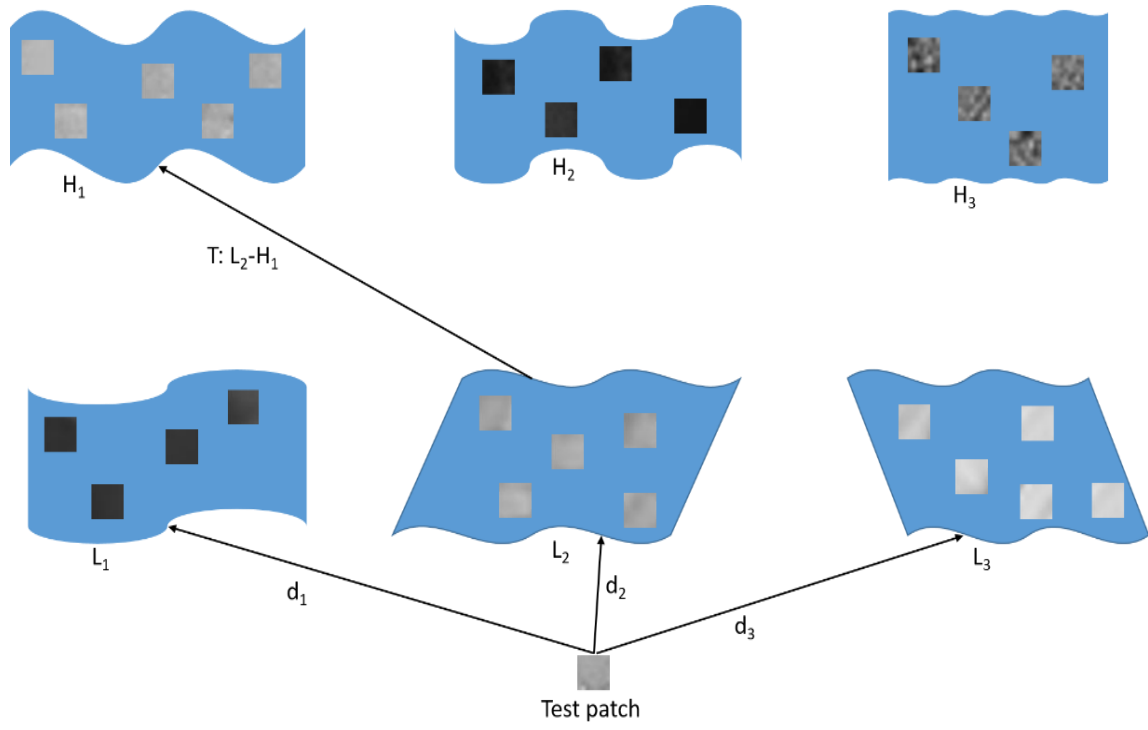 H₁
H₂
H₃
T: L₂-H₁
L₁
L₂
L₃
d₁
d₂
d₃
Test patch